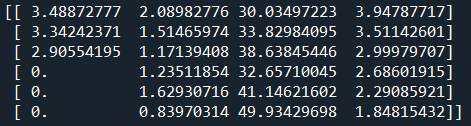 [[ 3.48872777 2.08982776 30.03497223 3.94787717]
[ 3.34242371 1.51465974 33.82984095 3.51142601]
[ 2.90554195 1.17139408 38.63845446 2.99979707]
[ 0. 1.23511854 32.65710045 2.68601915]
[ 0. 1.62930716 41.14621602 2.29085921]
[ 0. 0.83970314 49.93429698 1.84815432]]